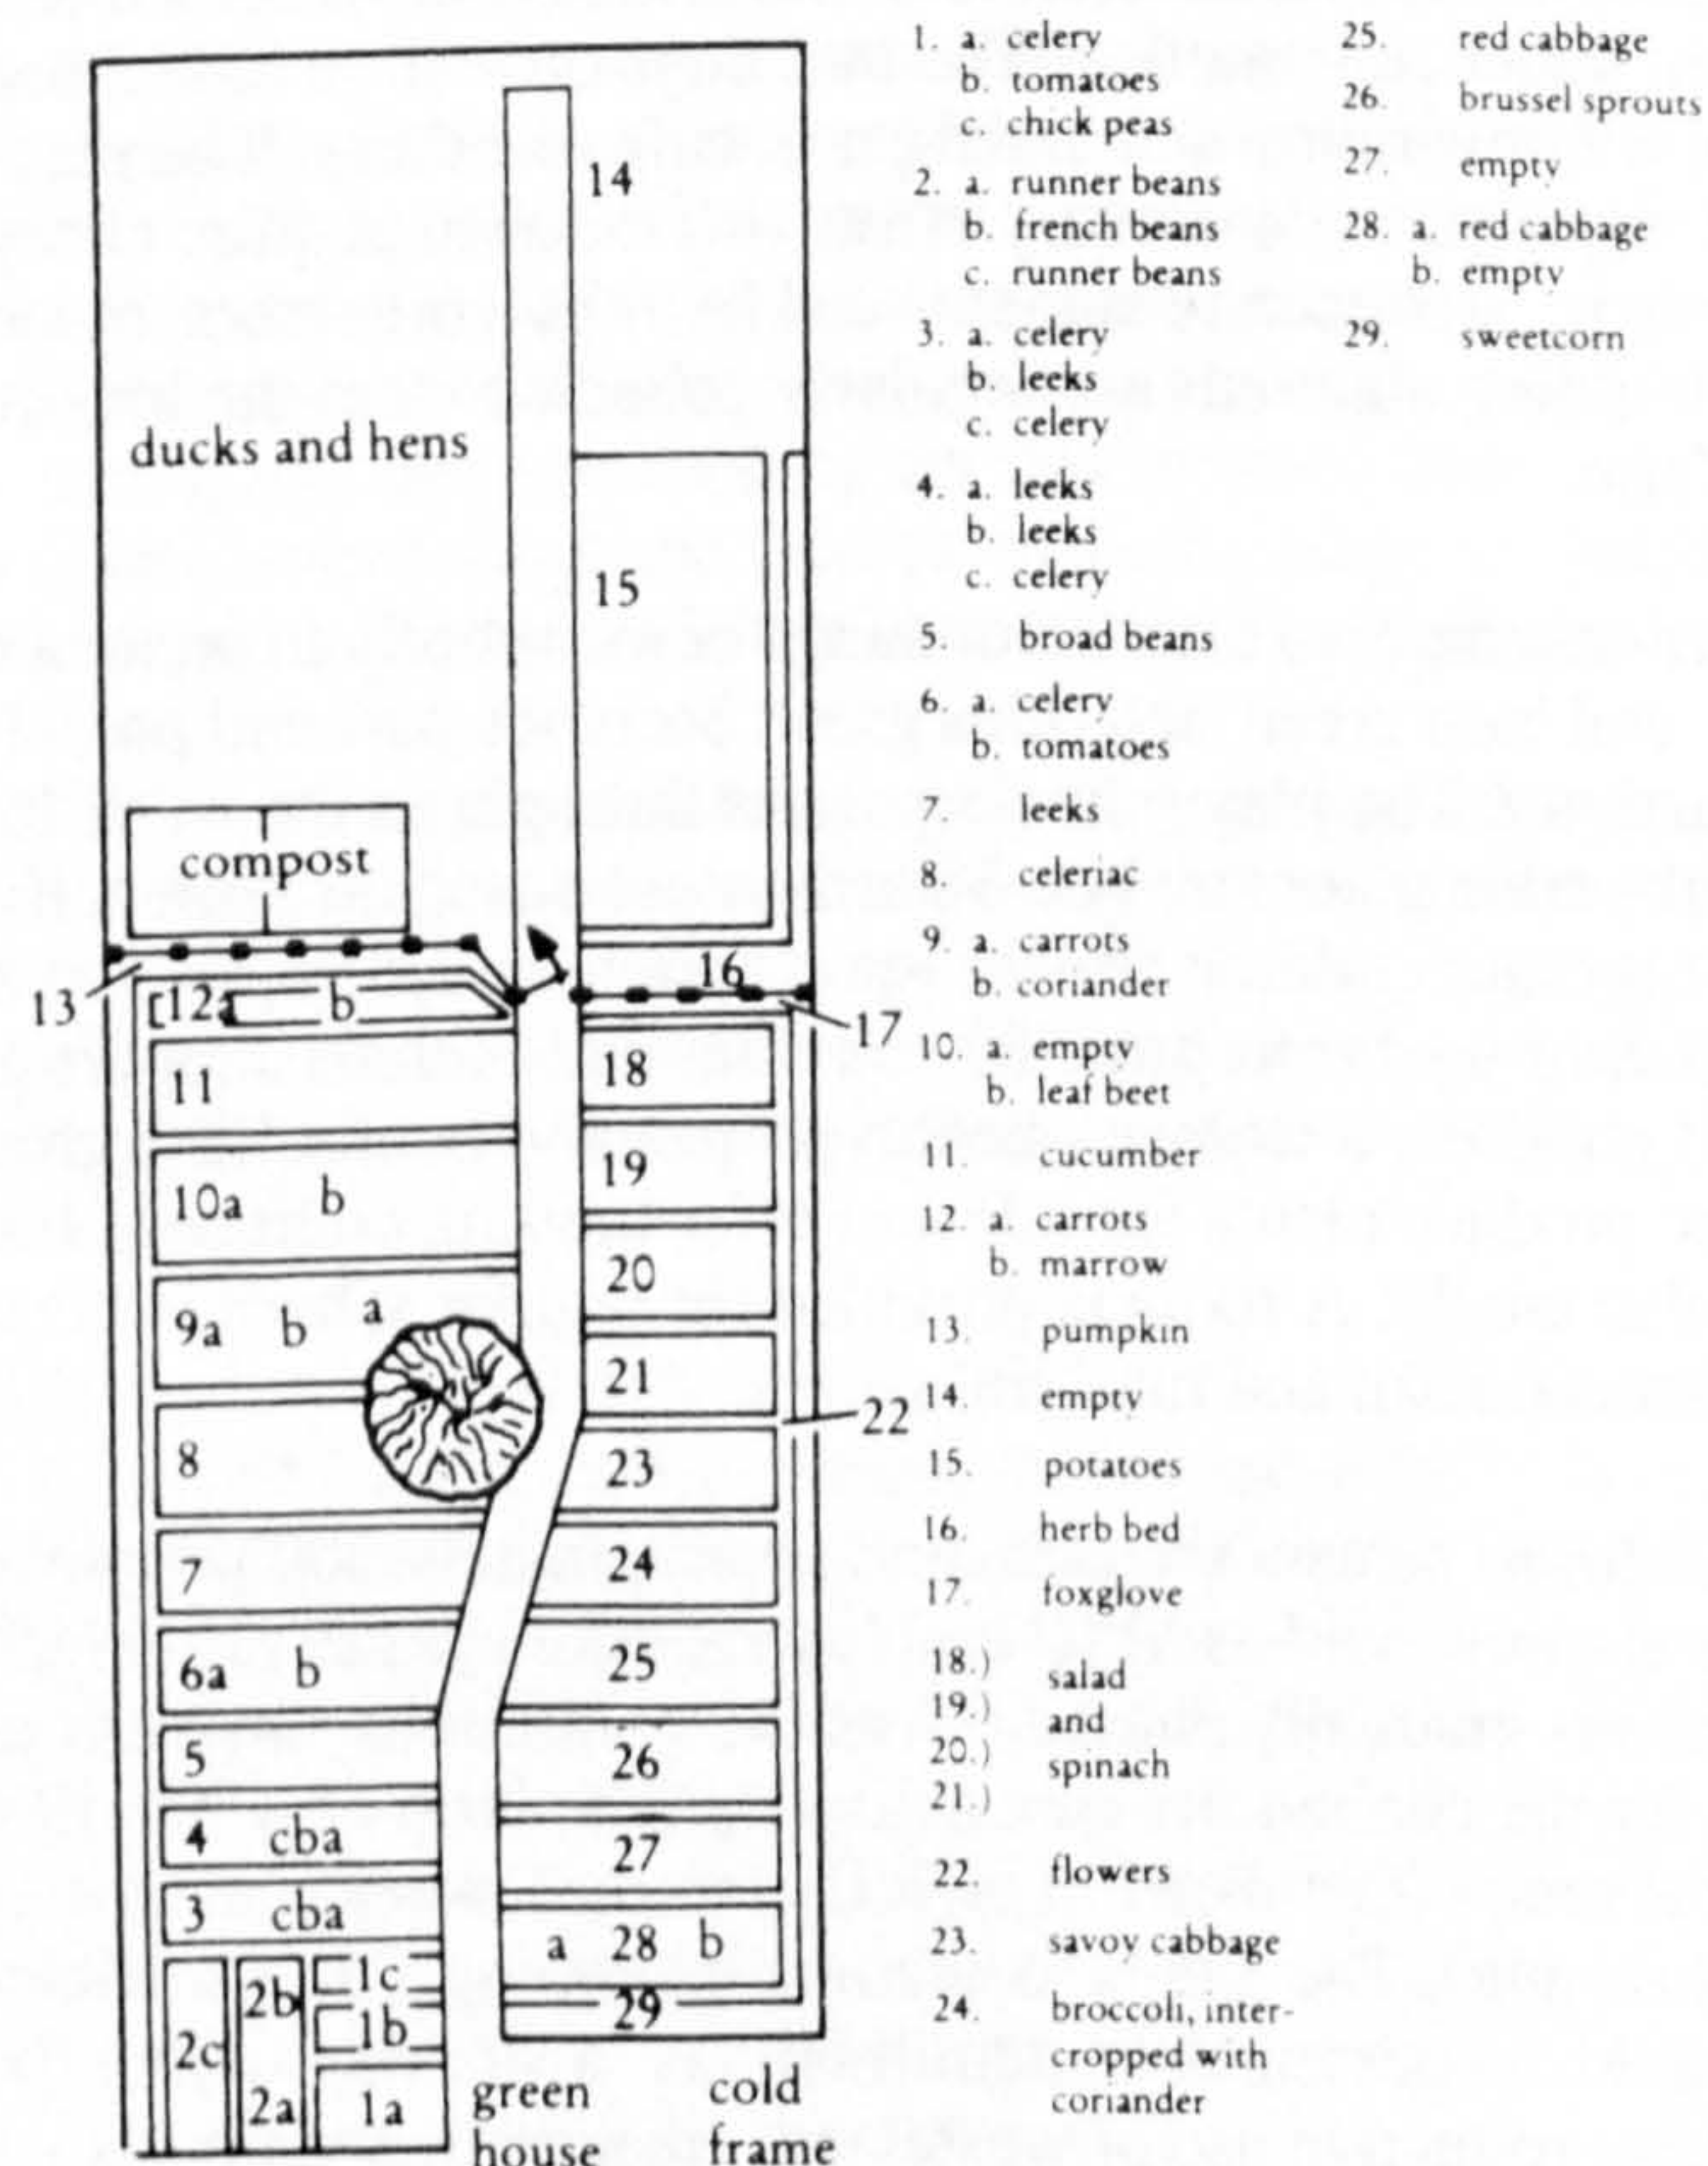 14
ducks and hens
15
compost
16
13
[12a b
17
11
18
10a b
19
9a b a
20
21
22
8
23
7
24
6a b
25
5
26
4 cba
27
3 cba
a 28 b
29
1c
2b
1b
2c
2a
1a
green
house
cold
frame
1. a. celery
b. tomatoes
c. chick peas
2. a. runner beans
b. french beans
c. runner beans
3. a. celery
b. leeks
c. celery
4. a. leeks
b. leeks
c. celery
5. broad beans
6. a. celery
b. tomatoes
7. leeks
8. celeriac
9. a. carrots
b. coriander
10. a. empty
b. leaf beet
11. cucumber
12. a. carrots
b. marrow
13. pumpkin
14. empty
15. potatoes
16. herb bed
17. foxglove
18.) salad
19.) and
20.) spinach
21.)
22. flowers
23. savoy cabbage
24. broccoli, inter-
cropped with
coriander
25. red cabbage
26. brussel sprouts
27. empty
28. a. red cabbage
b. empty
29. sweetcorn